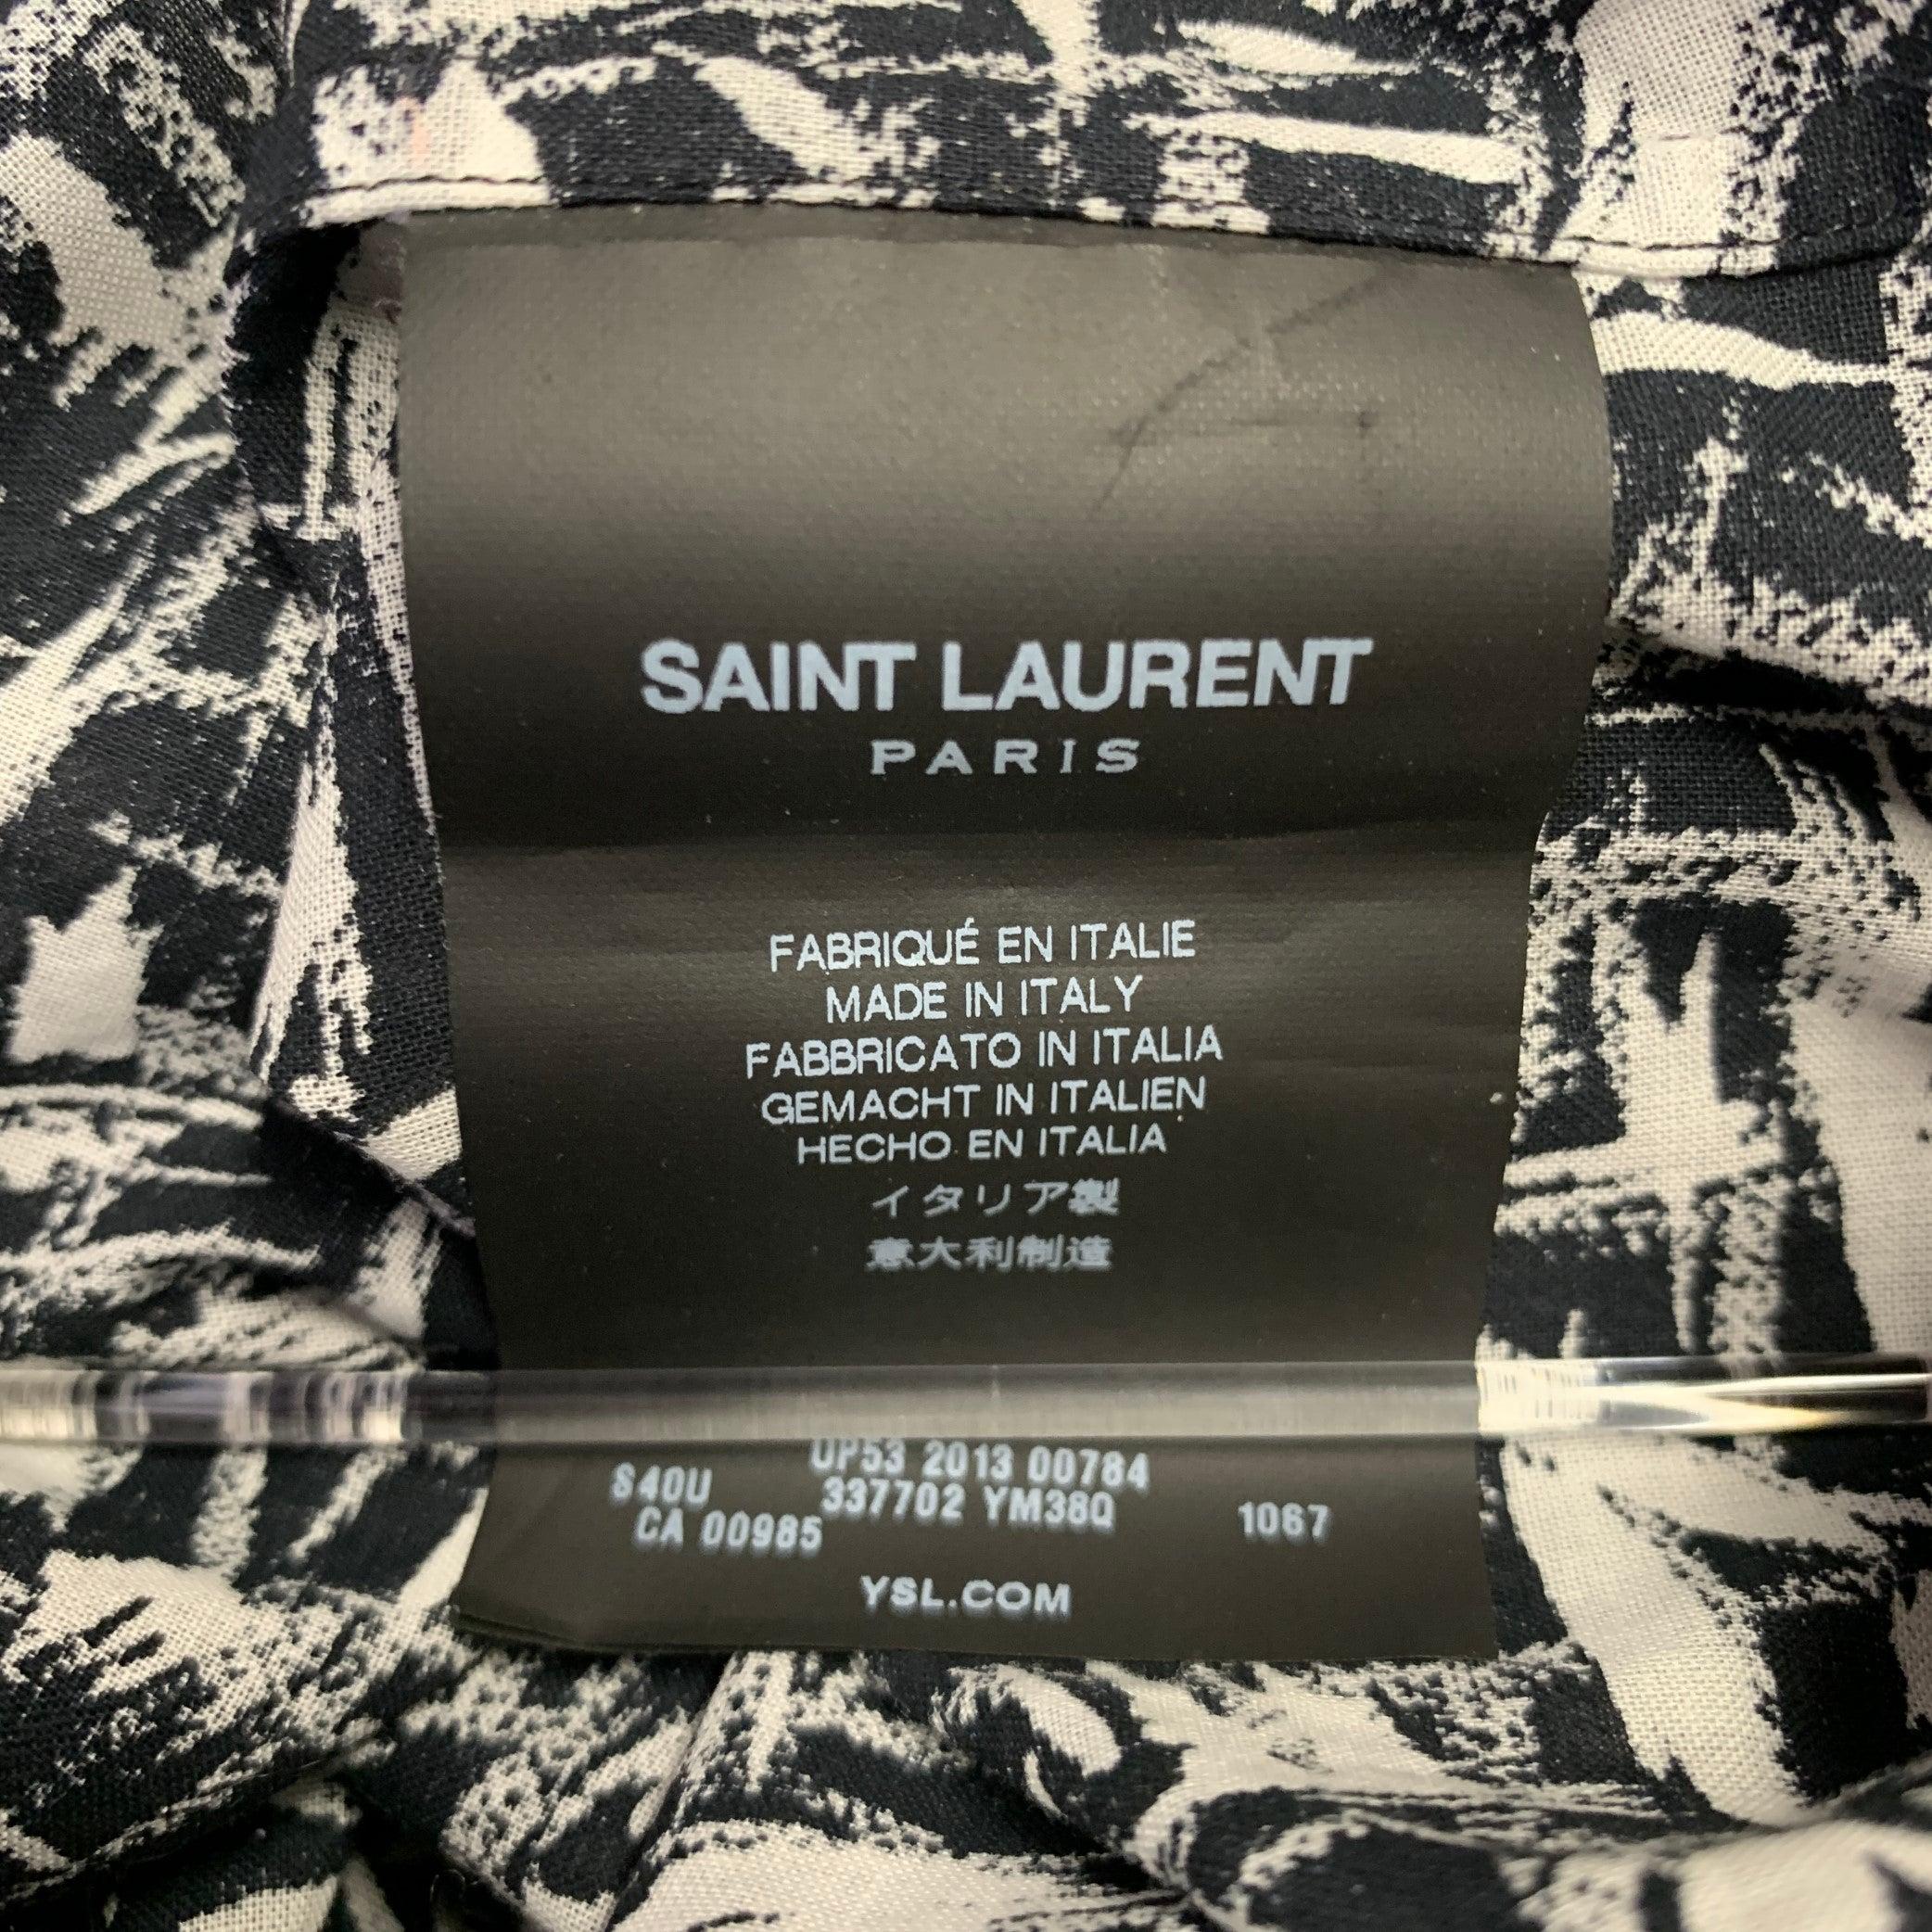 SAINT LAURENT
PARIS
FABRIQUÉ EN ITALIE
MADE IN ITALY
FABBRICATO IN ITALIA
GEMACHT IN ITALIEN
HECHO EN ITALIA
イタリア製
意大利制造
UP53 2013 00784
S40U 337702 YM38Q 1067
CA 00985
YSL.COM